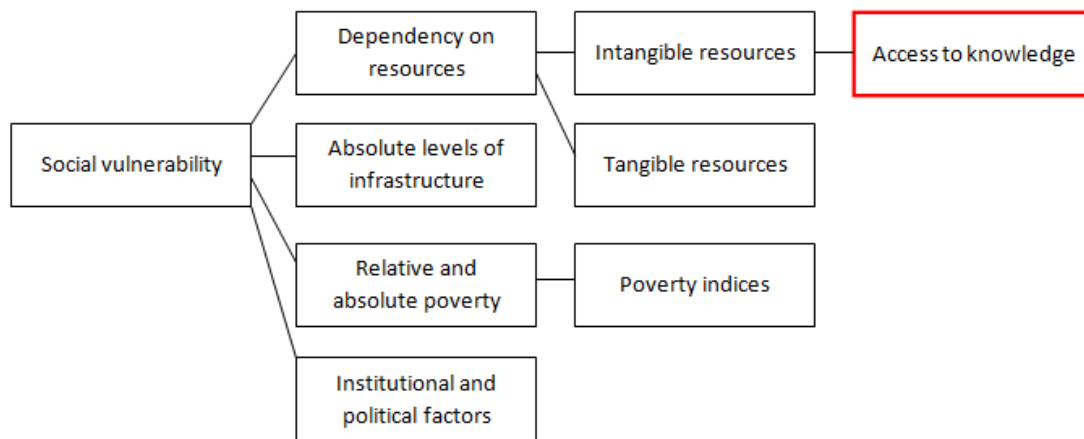 Dependency on
resources
Intangible resources
Access to knowledge
Social vulnerability
Absolute levels of
infrastructure
Tangible resources
Relative and
absolute poverty
Poverty indices
Institutional and
political factors